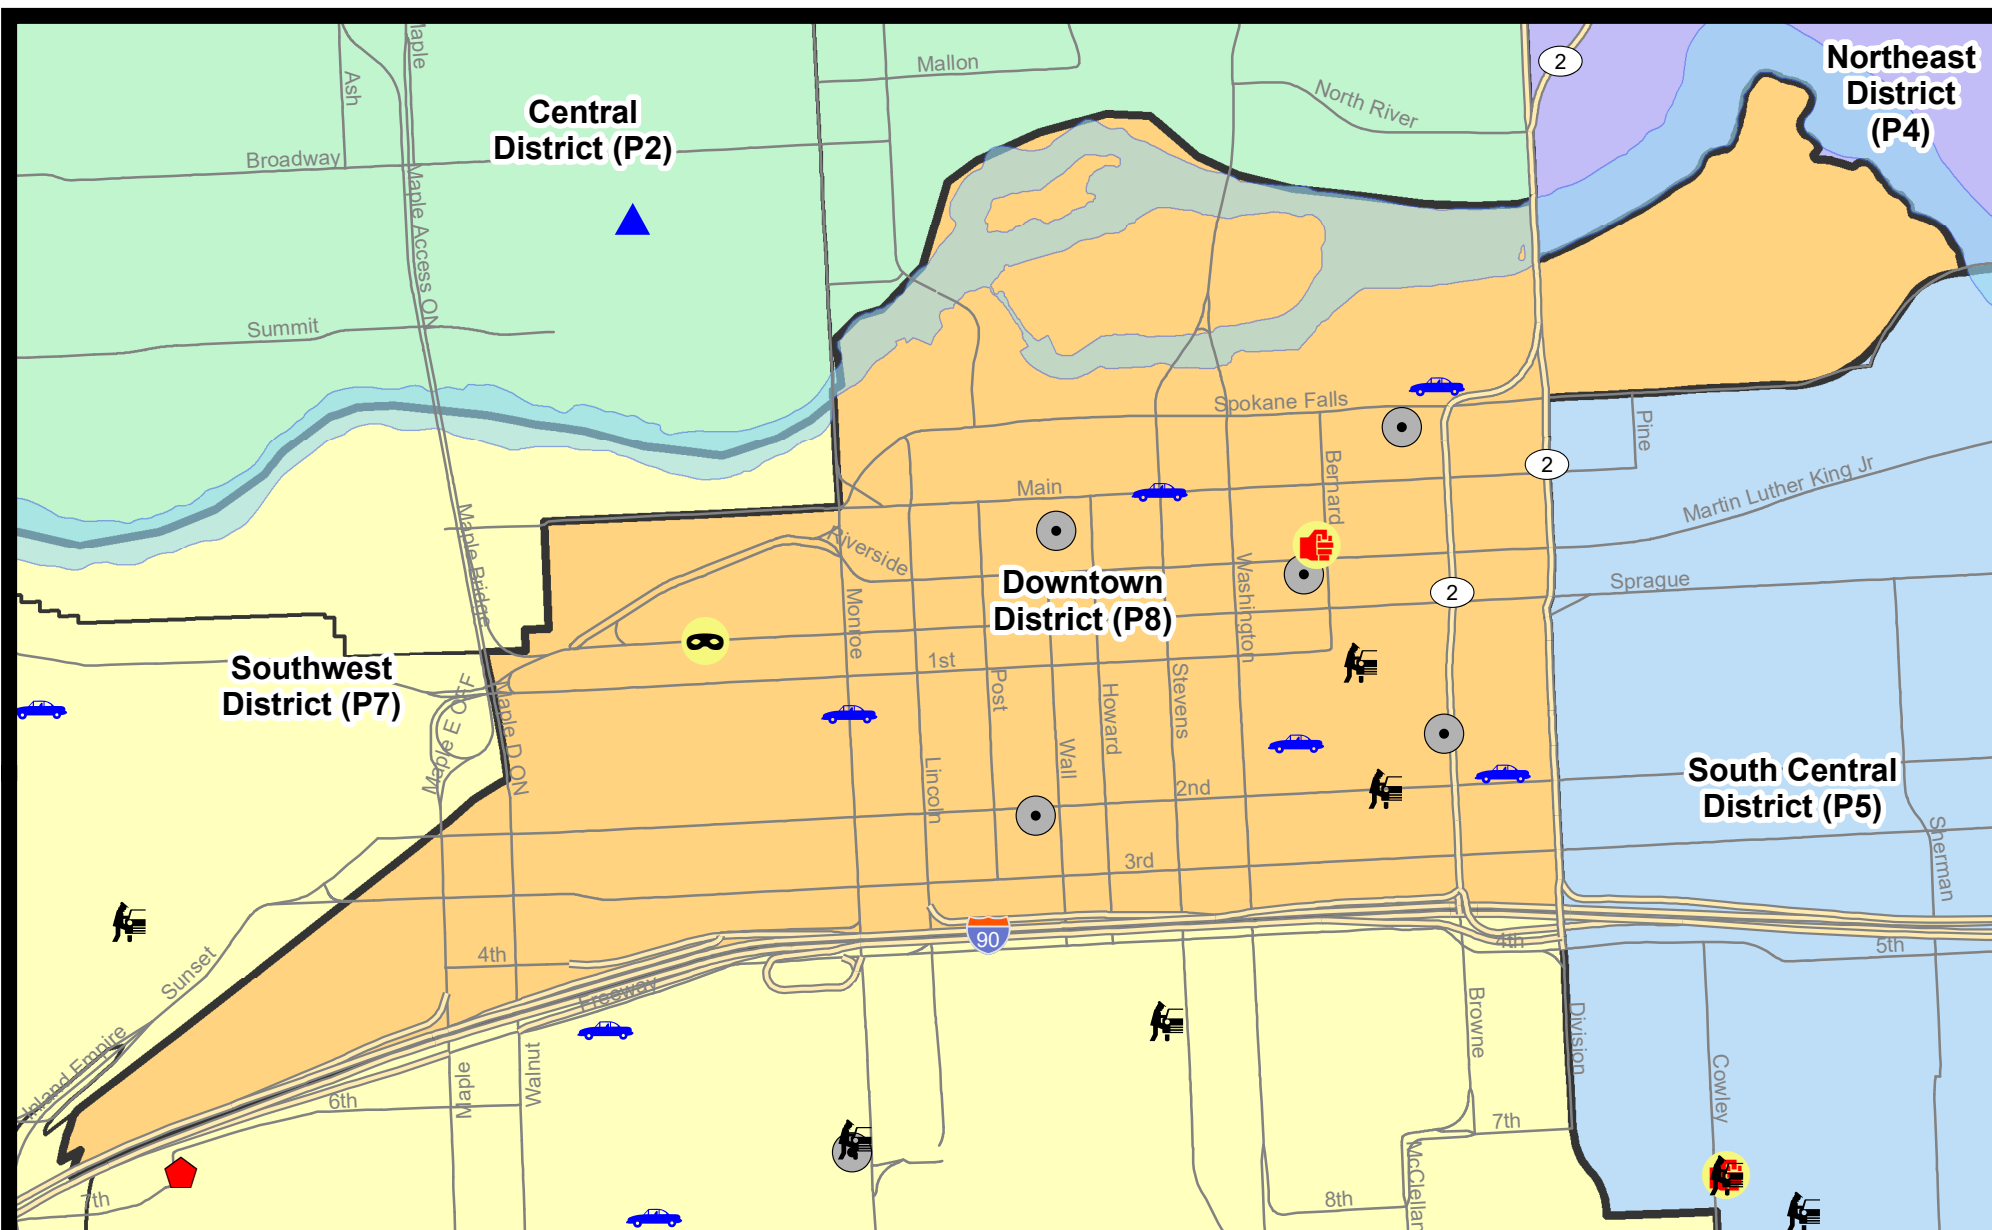 Maple
Ash
Mallon
2
Northeast
District
(P4)
North River
Central
District (P2)
Broadway
Maple Access ON
Summit
Spokane Falls
Pine
Bernard
2
Martin Luther King Jr
Main
Maple Bridge
Riverside
Washington
Downtown
District (P8)
2
Sprague
Monroe
Southwest
District (P7)
1st
Post
Stevens
Howard
Maple E OFF
Maple D ON
Wall
Lincoln
2nd
South Central
District (P5)
Sherman
3rd
90
4th
4th
5th
Sunset
Freeway
Browne
Division
Inland Empire
Maple
Walnut
Cowley
6th
7th
McClellan
7th
8th